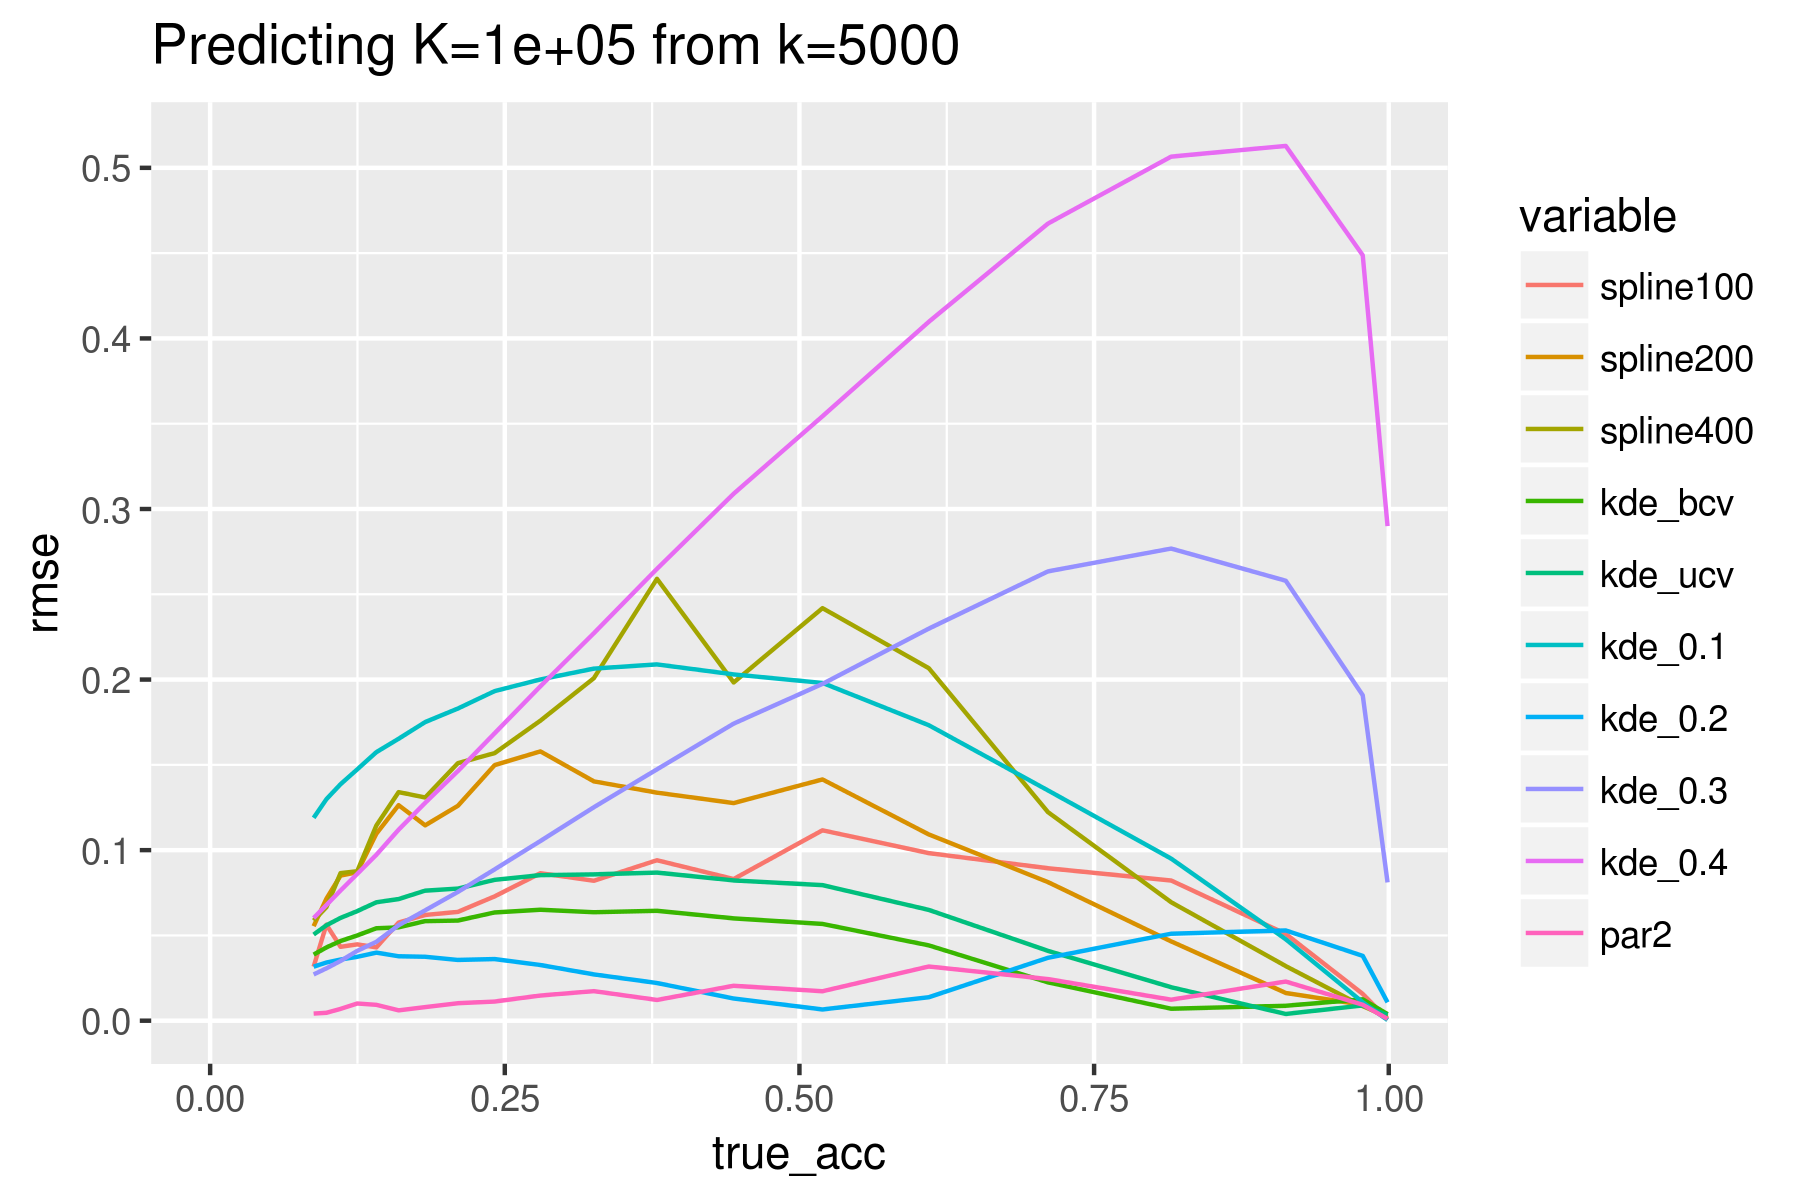 Predicting K=1e+05 from k=5000
rmse
0.5
0.4
0.3
0.2
0.1
0.0
0.00 0.25 0.50 0.75 1.00
true_acc
variable
spline100
spline200
spline400
kde_bcv
kde_ucv
kde_0.1
kde_0.2
kde_0.3
kde_0.4
par2